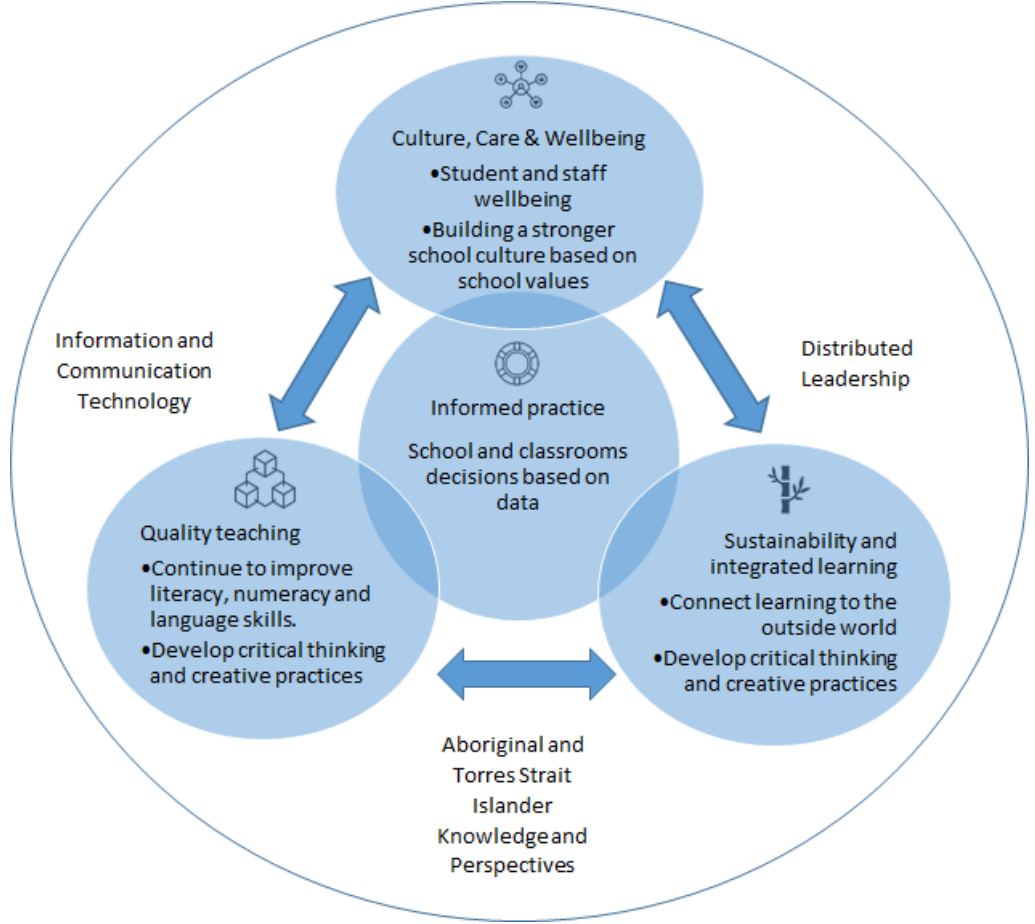 Culture, Care & Wellbeing
•Student and staff
wellbeing
•Building a stronger
school culture based on
school values
Information and
Communication
Technology
Distributed
Leadership
Informed practice
School and classrooms
decisions based on
data
Quality teaching
•Continue to improve
literacy, numeracy and
language skills.
•Develop critical thinking
and creative practices
Sustainability and
integrated learning
•Connect learning to the
outside world
•Develop critical thinking
and creative practices
Aboriginal and
Torres Strait
Islander
Knowledge and
Perspectives